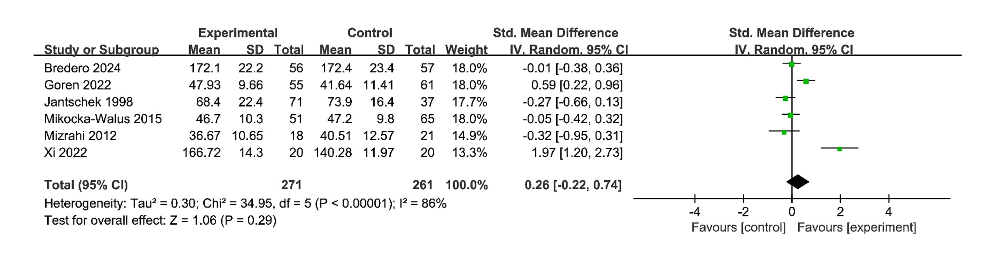 Experimental Control Std. Mean Difference Std. Mean Difference
Study or Subgroup Mean SD Total Mean SD Total Weight IV, Random, 95% CI IV, Random, 95% CI
Bredero 2024 172.1 22.2 56 172.4 23.4 57 18.0% -0.01 [-0.38, 0.36]
Goren 2022 47.93 9.66 55 41.64 11.41 61 18.0% 0.59 [0.22, 0.96]
Jantschek 1998 68.4 22.4 71 73.9 16.4 37 17.7% -0.27 [-0.66, 0.13]
Mikocka-Walus 2015 46.7 10.3 51 47.2 9.8 65 18.0% -0.05 [-0.42, 0.32]
Mizrahi 2012 36.67 10.65 18 40.51 12.57 21 14.9% -0.32 [-0.95, 0.31]
Xi 2022 166.72 14.3 20 140.28 11.97 20 13.3% 1.97 [1.20, 2.73]
Total (95% CI) 271 261 100.0% 0.26 [-0.22, 0.74]
Heterogeneity: Tau² = 0.30; Chi² = 34.95, df = 5 (P < 0.00001); I² = 86%
Test for overall effect: Z = 1.06 (P = 0.29)
-4 -2 0 2 4
Favours [control] Favours [experiment]